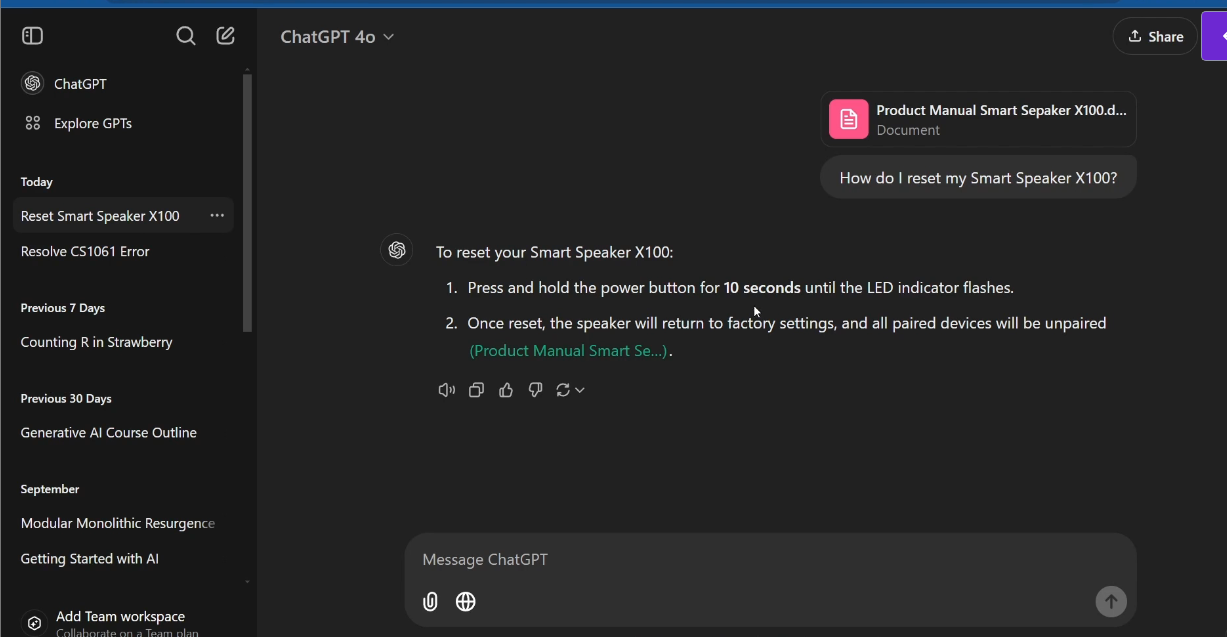 ChatGPT 4o
Share
ChatGPT
Explore GPTs
Today
Reset Smart Speaker X100
Resolve CS1061 Error
Previous 7 Days
Counting R in Strawberry
Previous 30 Days
Generative AI Course Outline
September
Modular Monolithic Resurgence
Getting Started with AI
Add Team workspace
Collaborate on a Team plan
Product Manual Smart Sepaker X100.d...
Document
How do I reset my Smart Speaker X100?
To reset your Smart Speaker X100:
1. Press and hold the power button for 10 seconds until the LED indicator flashes.
2. Once reset, the speaker will return to factory settings, and all paired devices will be unpaired
(Product Manual Smart Se...).
Message ChatGPT